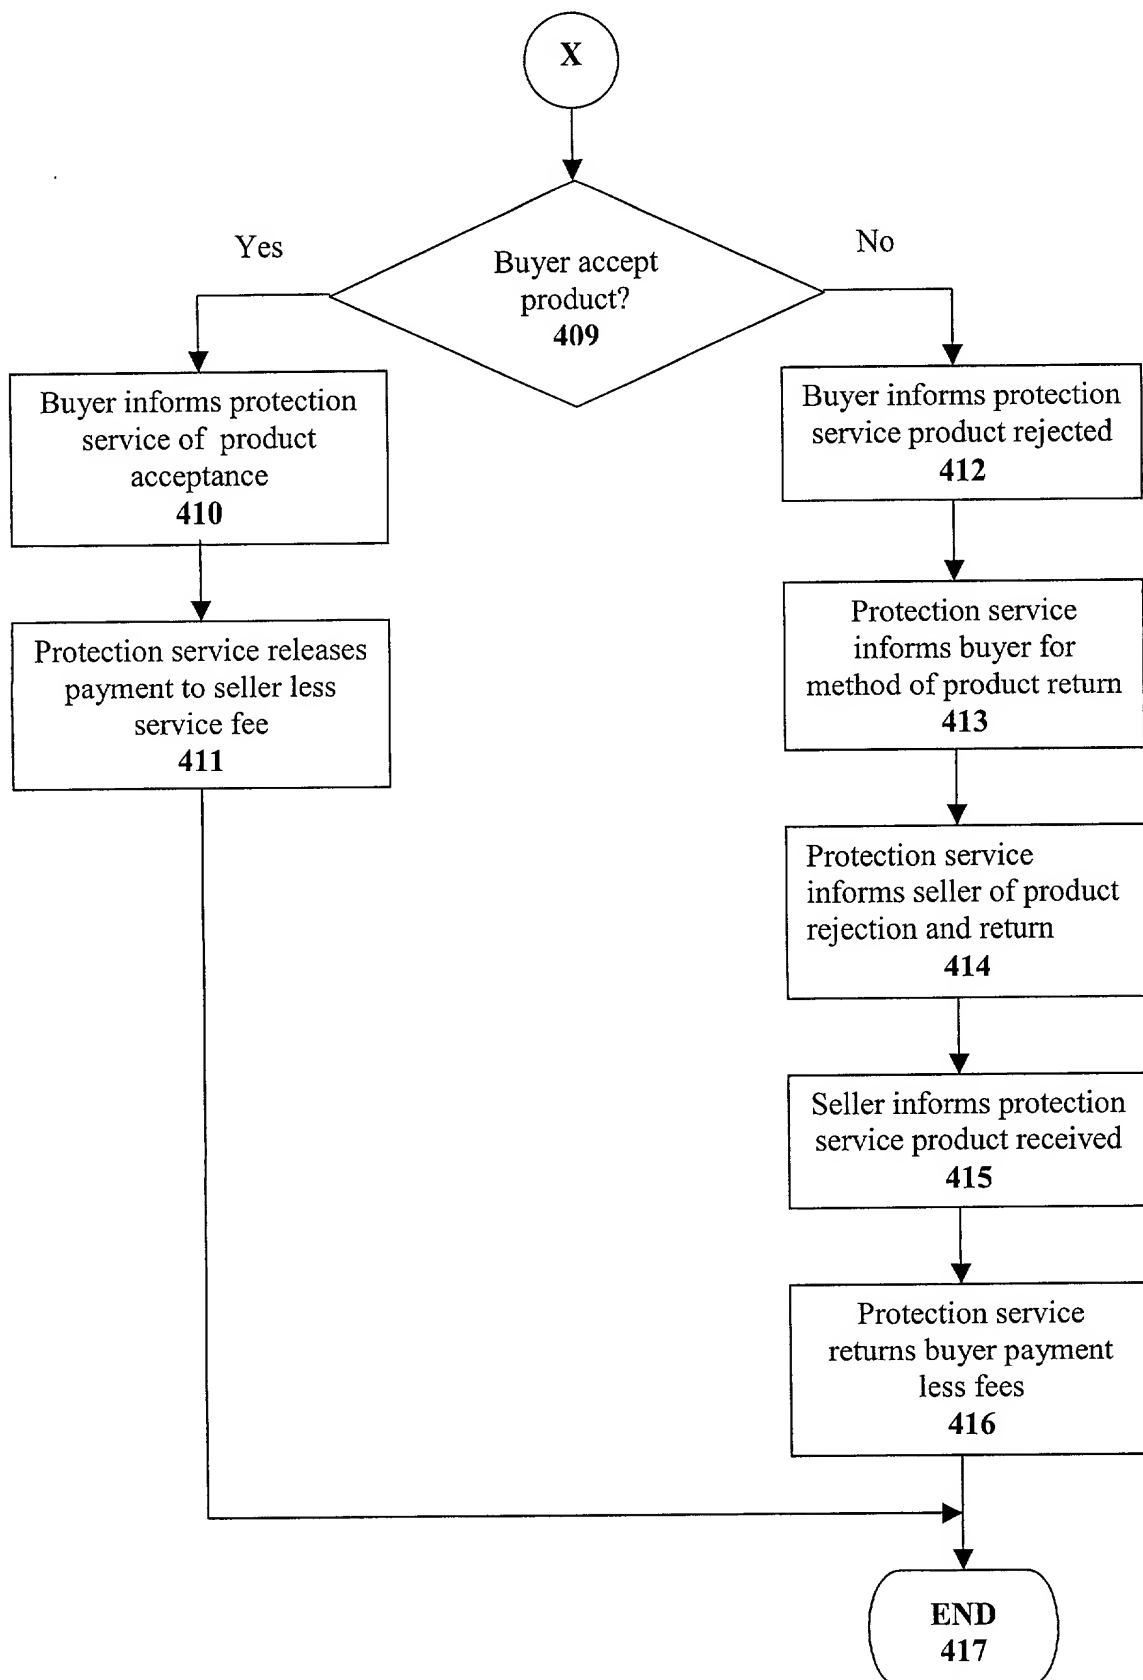 X
Yes
No
Buyer accept
product?
409
Buyer informs protection
service of product
acceptance
410
Protection service releases
payment to seller less
service fee
411
Buyer informs protection
service product rejected
412
Protection service
informs buyer for
method of product return
413
Protection service
informs seller of product
rejection and return
414
Seller informs protection
service product received
415
Protection service
returns buyer payment
less fees
416
END
417